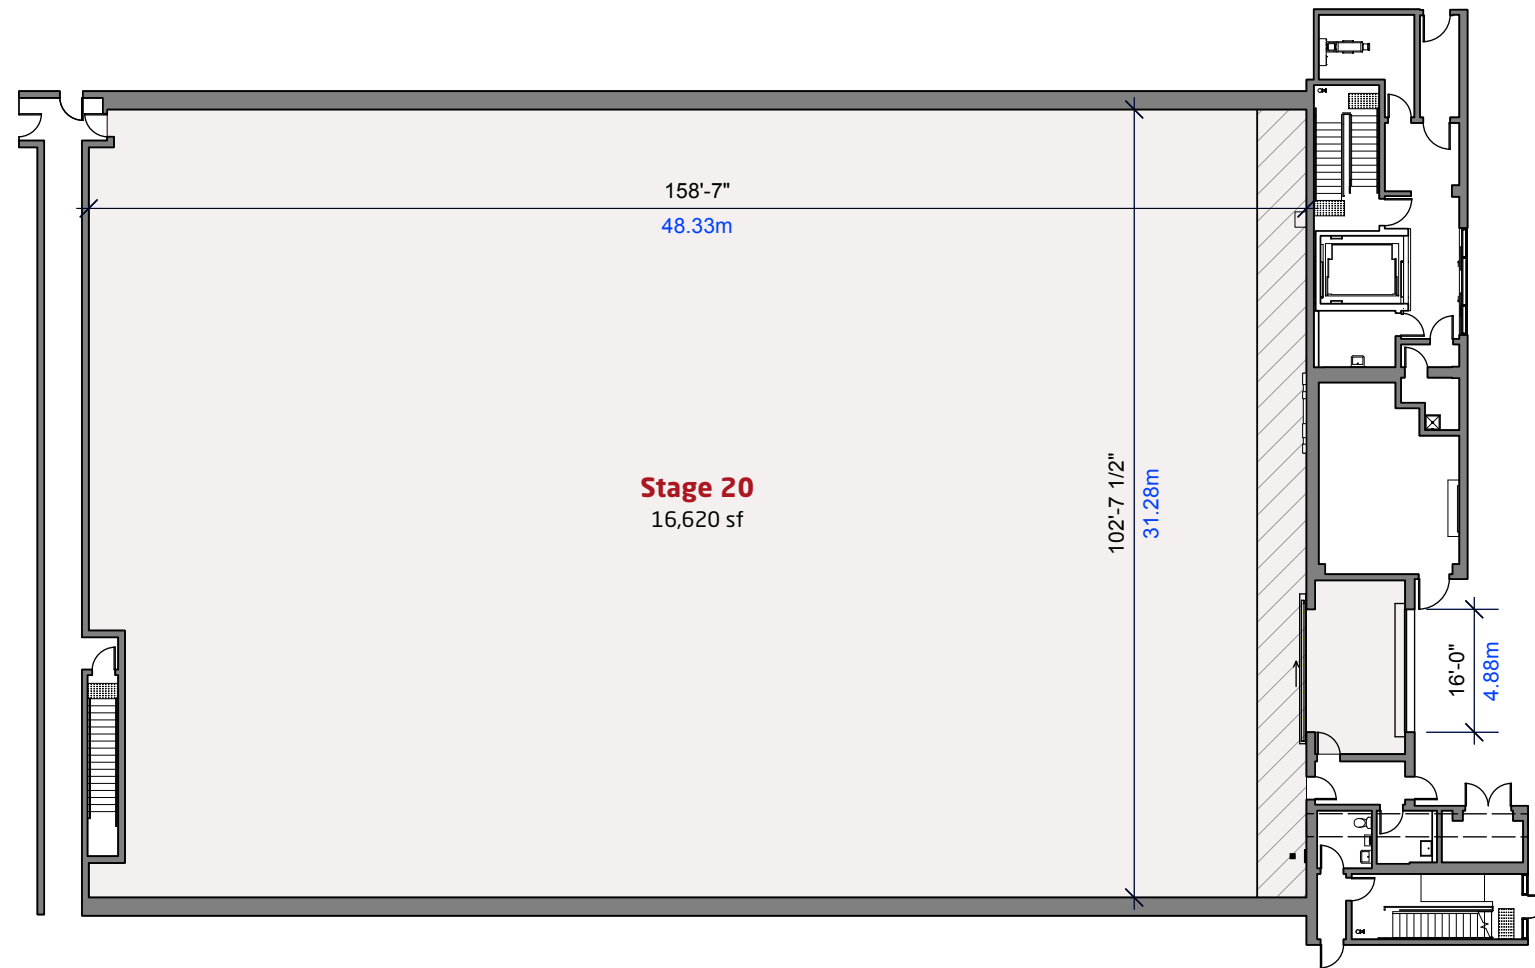 158'-7"
48.33m
Stage 20
16,620 sf
102'-7 1/2"
31.28m
16'-0"
4.88m